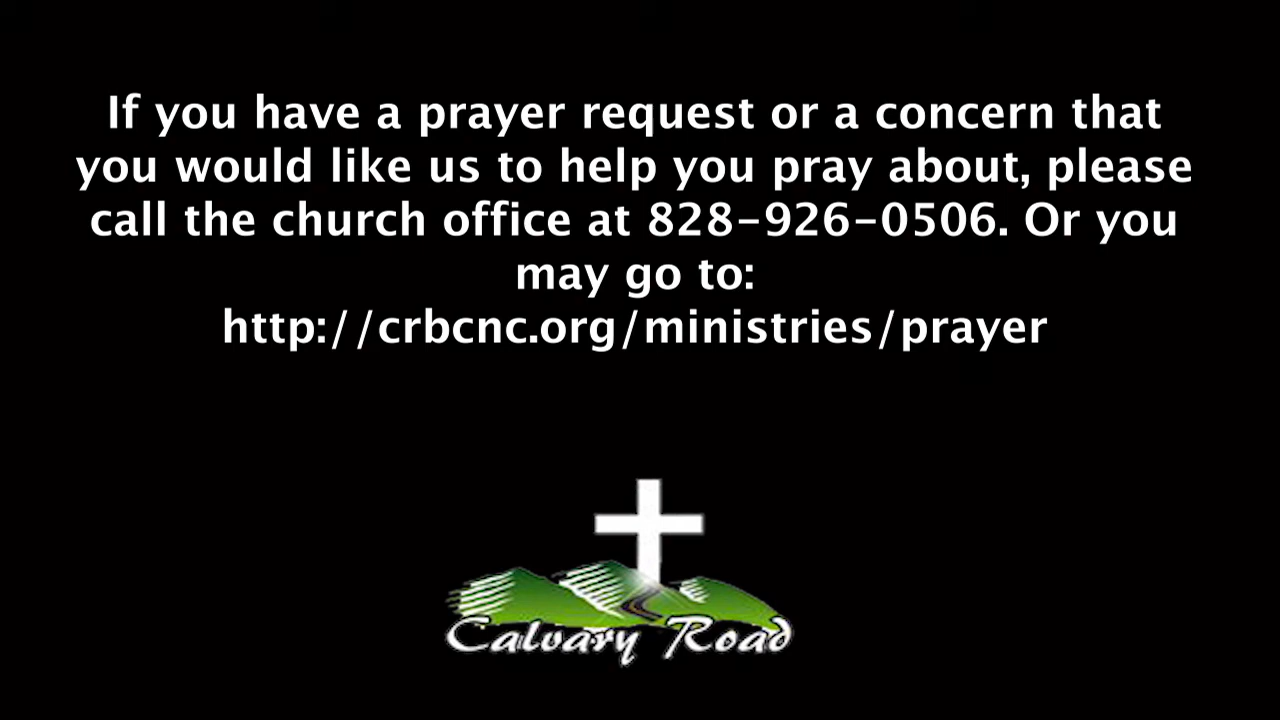 If you have a prayer request or a concern that
you would like us to help you pray about, please
call the church office at 828-926-0506. Or you
may go to:
http://crbcnc.org/ministries/prayer
Calvary Road